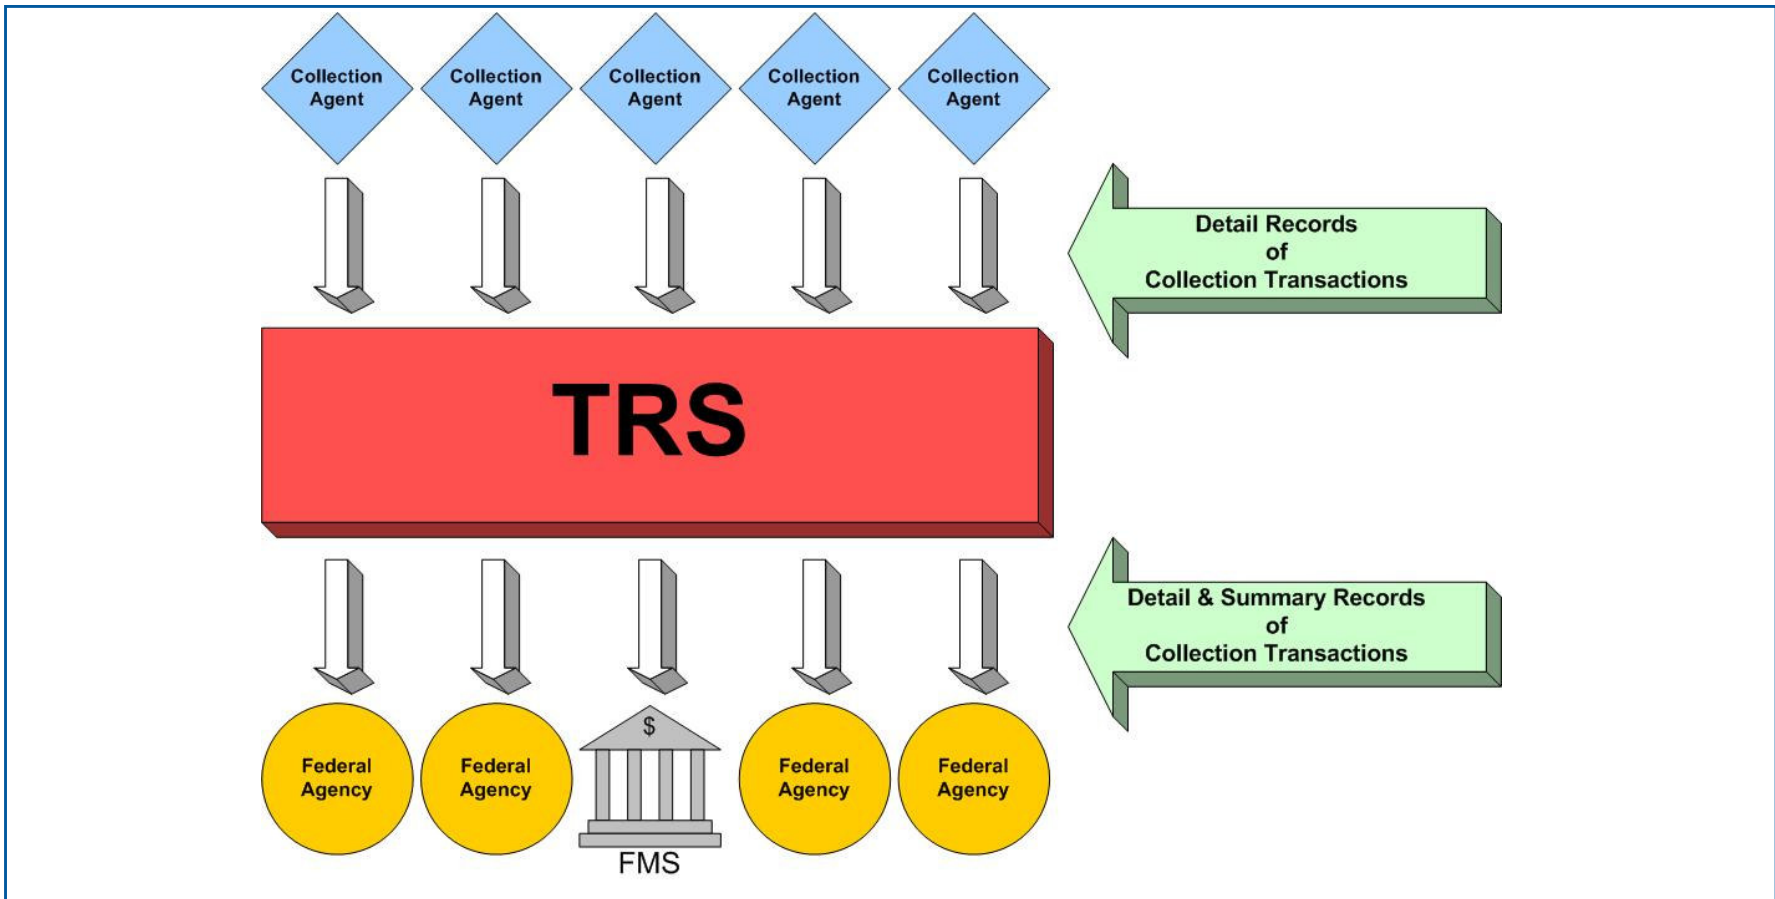 Collection
Agent
Collection
Agent
Collection
Agent
Collection
Agent
Collection
Agent
Detail Records
of
Collection Transactions
TRS
Detail & Summary Records
of
Collection Transactions
Federal
Agency
Federal
Agency
$
FMS
Federal
Agency
Federal
Agency